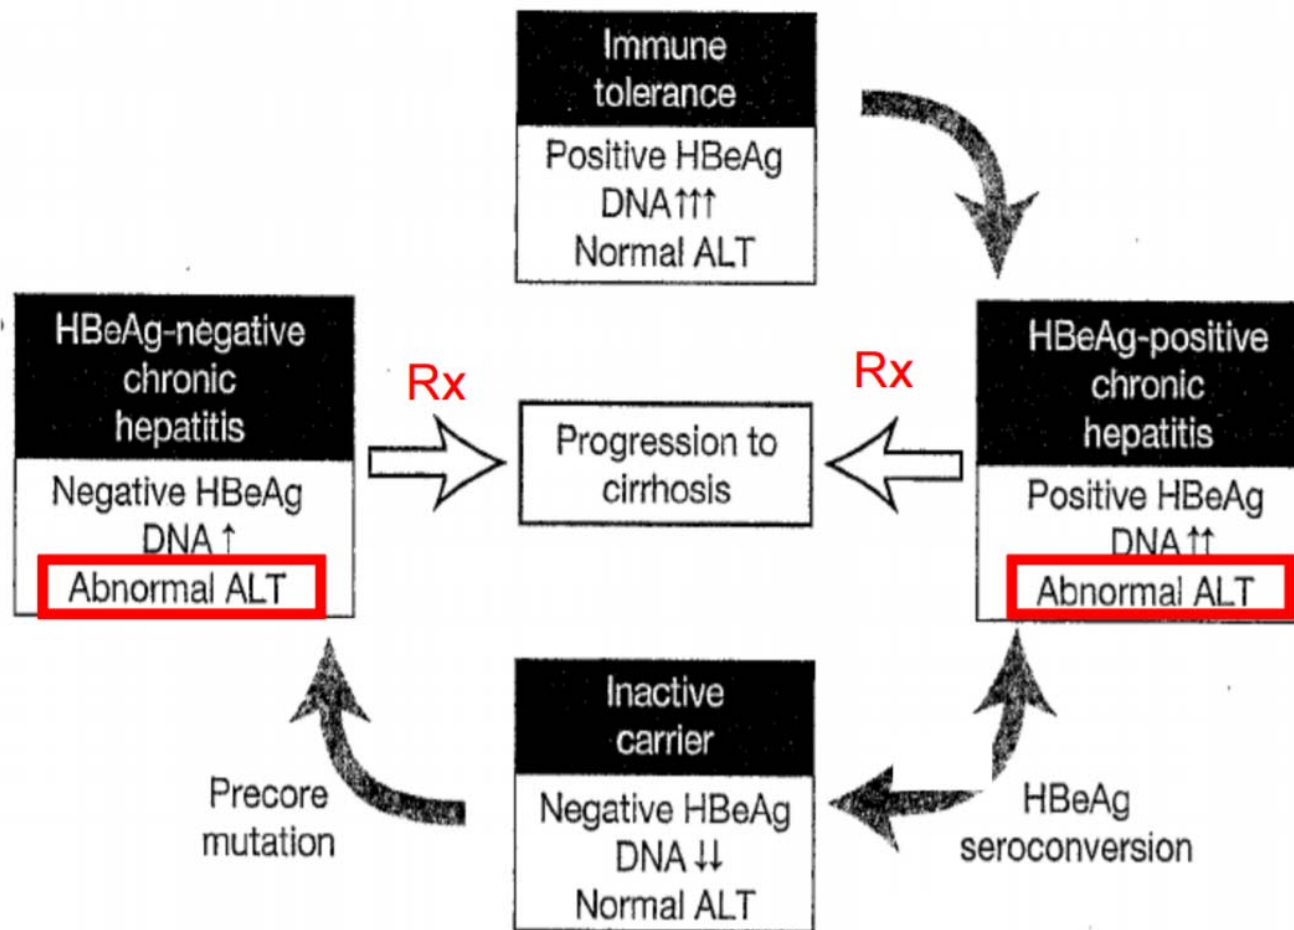 Immune
tolerance
Positive HBeAg
DNA↑↑↑
Normal ALT
HBeAg-negative
chronic
hepatitis
Negative HBeAg
DNA↑
Abnormal ALT
Rx
Progression to
cirrhosis
Rx
HBeAg-positive
chronic
hepatitis
Positive HBeAg
DNA↑↑
Abnormal ALT
Precore
mutation
Inactive
carrier
Negative HBeAg
DNA↓↓
Normal ALT
HBeAg
seroconversion